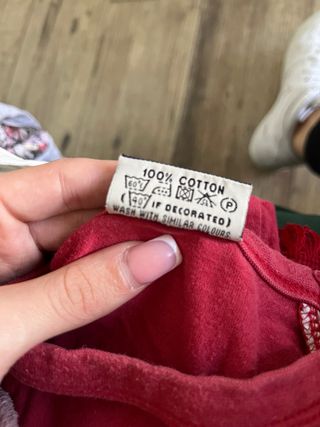 100% COTTON
60° P
40° (IF DECORATED)
WASH WITH SIMILAR COLOURS